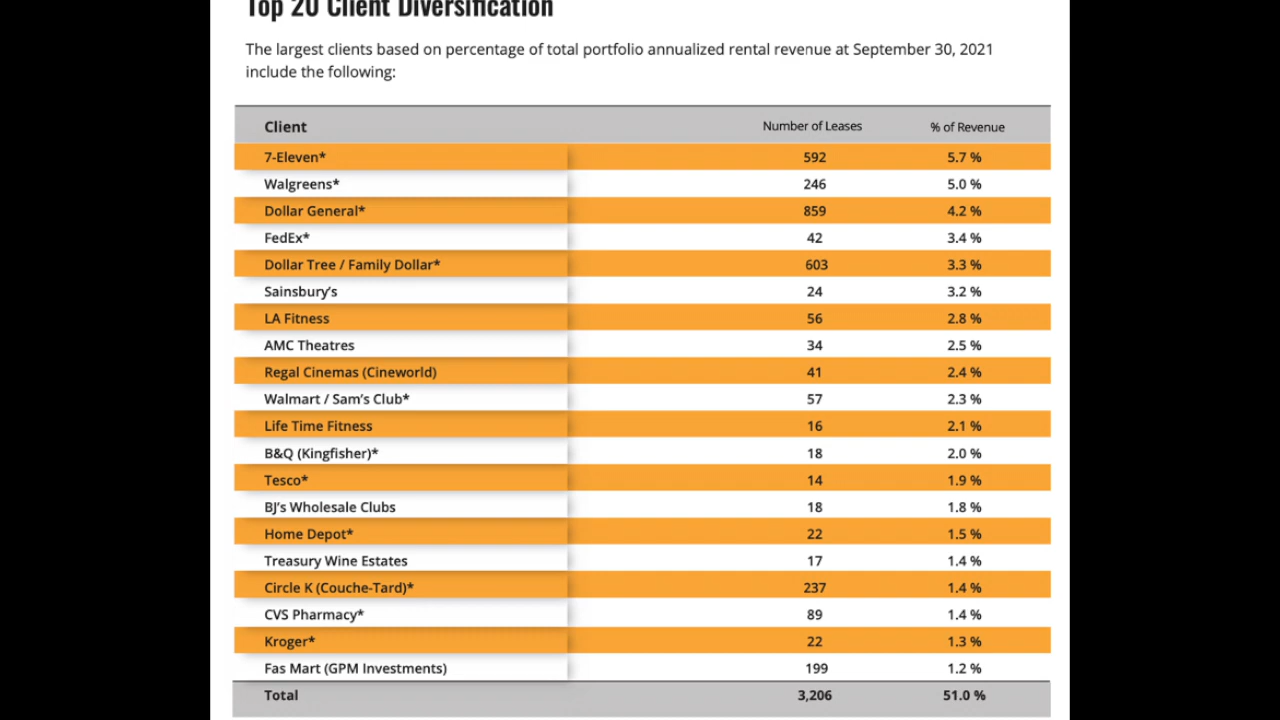 Top 20 Client Diversification
The largest clients based on percentage of total portfolio annualized rental revenue at September 30, 2021
include the following:
Client Number of Leases % of Revenue
7-Eleven* 592 5.7 %
Walgreens* 246 5.0 %
Dollar General* 859 4.2 %
FedEx* 42 3.4 %
Dollar Tree / Family Dollar* 603 3.3 %
Sainsbury's 24 3.2 %
LA Fitness 56 2.8 %
AMC Theatres 34 2.5 %
Regal Cinemas (Cineworld) 41 2.4 %
Walmart / Sam's Club* 57 2.3 %
Life Time Fitness 16 2.1 %
B&Q (Kingfisher)* 18 2.0 %
Tesco* 14 1.9 %
BJ's Wholesale Clubs 18 1.8 %
Home Depot* 22 1.5 %
Treasury Wine Estates 17 1.4 %
Circle K (Couche-Tard)* 237 1.4 %
CVS Pharmacy* 89 1.4 %
Kroger* 22 1.3 %
Fas Mart (GPM Investments) 199 1.2 %
Total 3,206 51.0 %